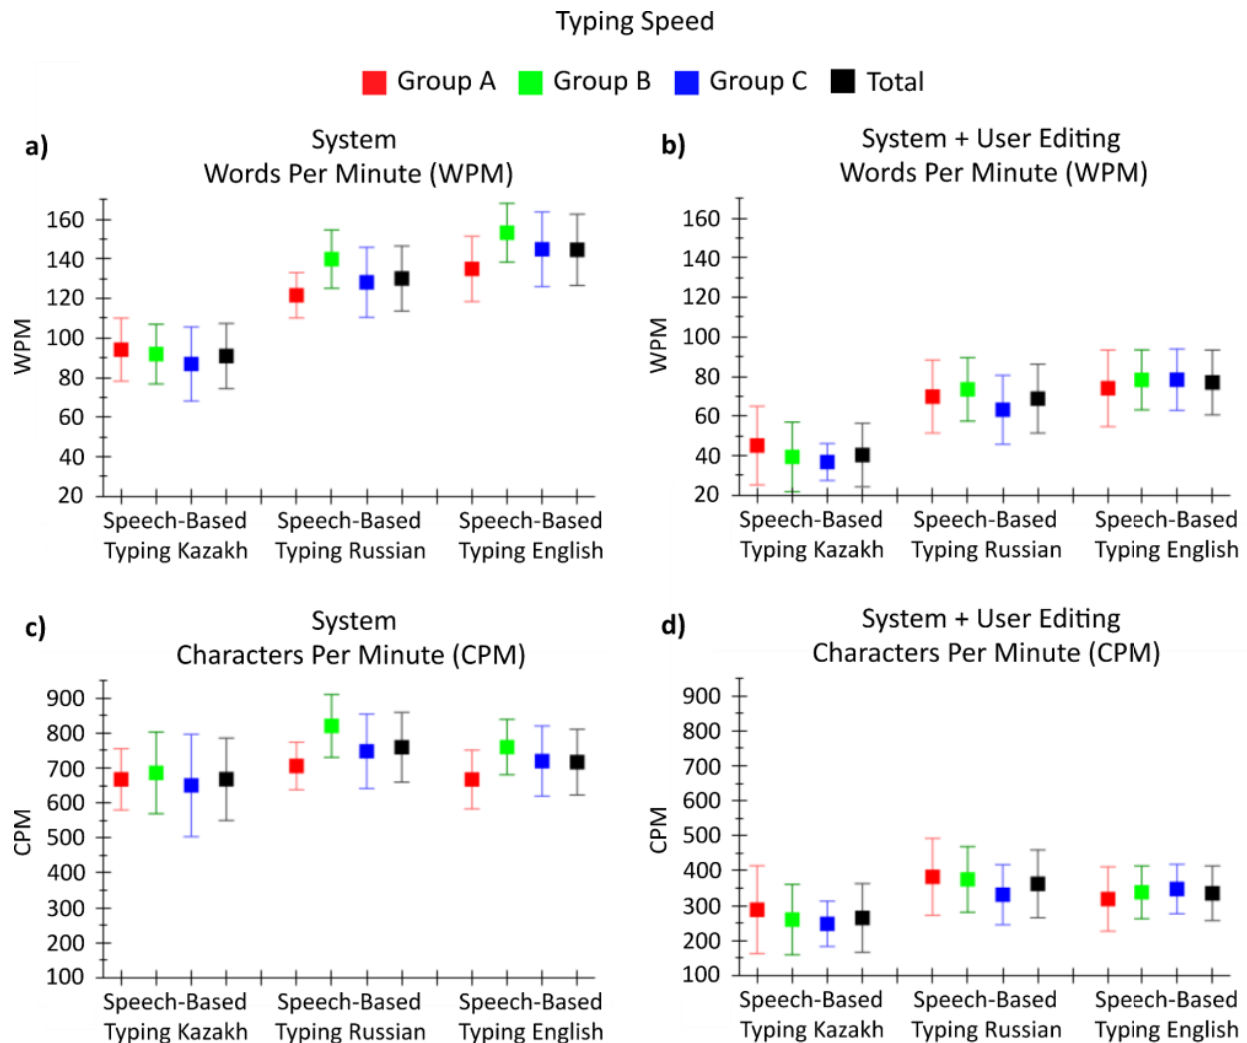 Typing Speed
Group A Group B Group C Total
a)
System
Words Per Minute (WPM)
160
140
120
100
80
60
40
20
WPM
Speech-Based Speech-Based Speech-Based
Typing Kazakh Typing Russian Typing English
b)
System + User Editing
Words Per Minute (WPM)
160
140
120
100
80
60
40
20
WPM
Speech-Based Speech-Based Speech-Based
Typing Kazakh Typing Russian Typing English
c)
System
Characters Per Minute (CPM)
900
800
700
600
500
400
300
200
100
CPM
Speech-Based Speech-Based Speech-Based
Typing Kazakh Typing Russian Typing English
d)
System + User Editing
Characters Per Minute (CPM)
900
800
700
600
500
400
300
200
100
CPM
Speech-Based Speech-Based Speech-Based
Typing Kazakh Typing Russian Typing English